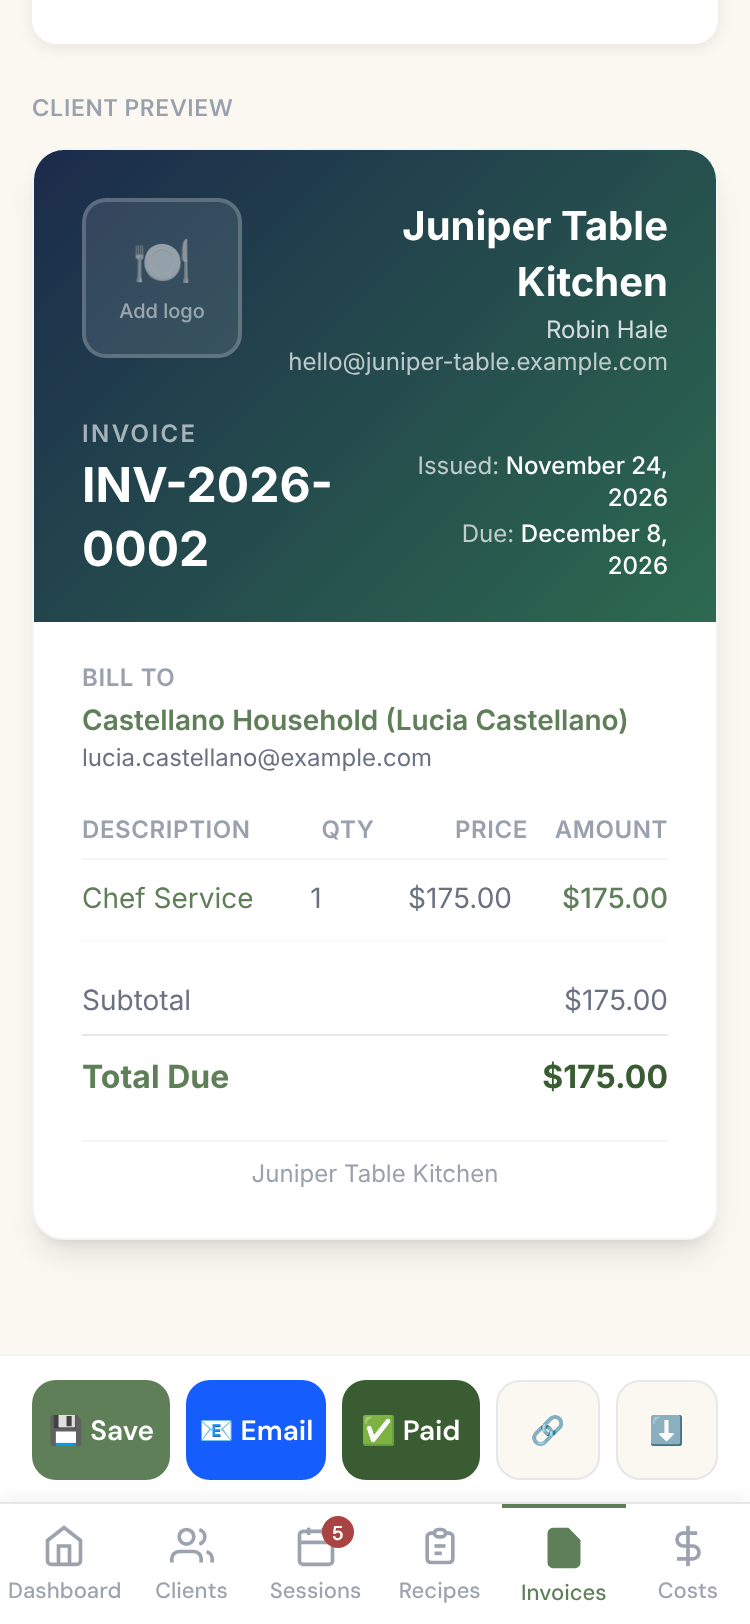 CLIENT PREVIEW
Add logo
Juniper Table
Kitchen
Robin Hale
hello@juniper-table.example.com
INVOICE
INV-2026-
0002
Issued: November 24,
2026
Due: December 8,
2026
BILL TO
Castellano Household (Lucia Castellano)
lucia.castellano@example.com
DESCRIPTION QTY PRICE AMOUNT
Chef Service 1 $175.00 $175.00
Subtotal $175.00
Total Due $175.00
Juniper Table Kitchen
Save Email Paid
5
Dashboard Clients Sessions Recipes Invoices Costs